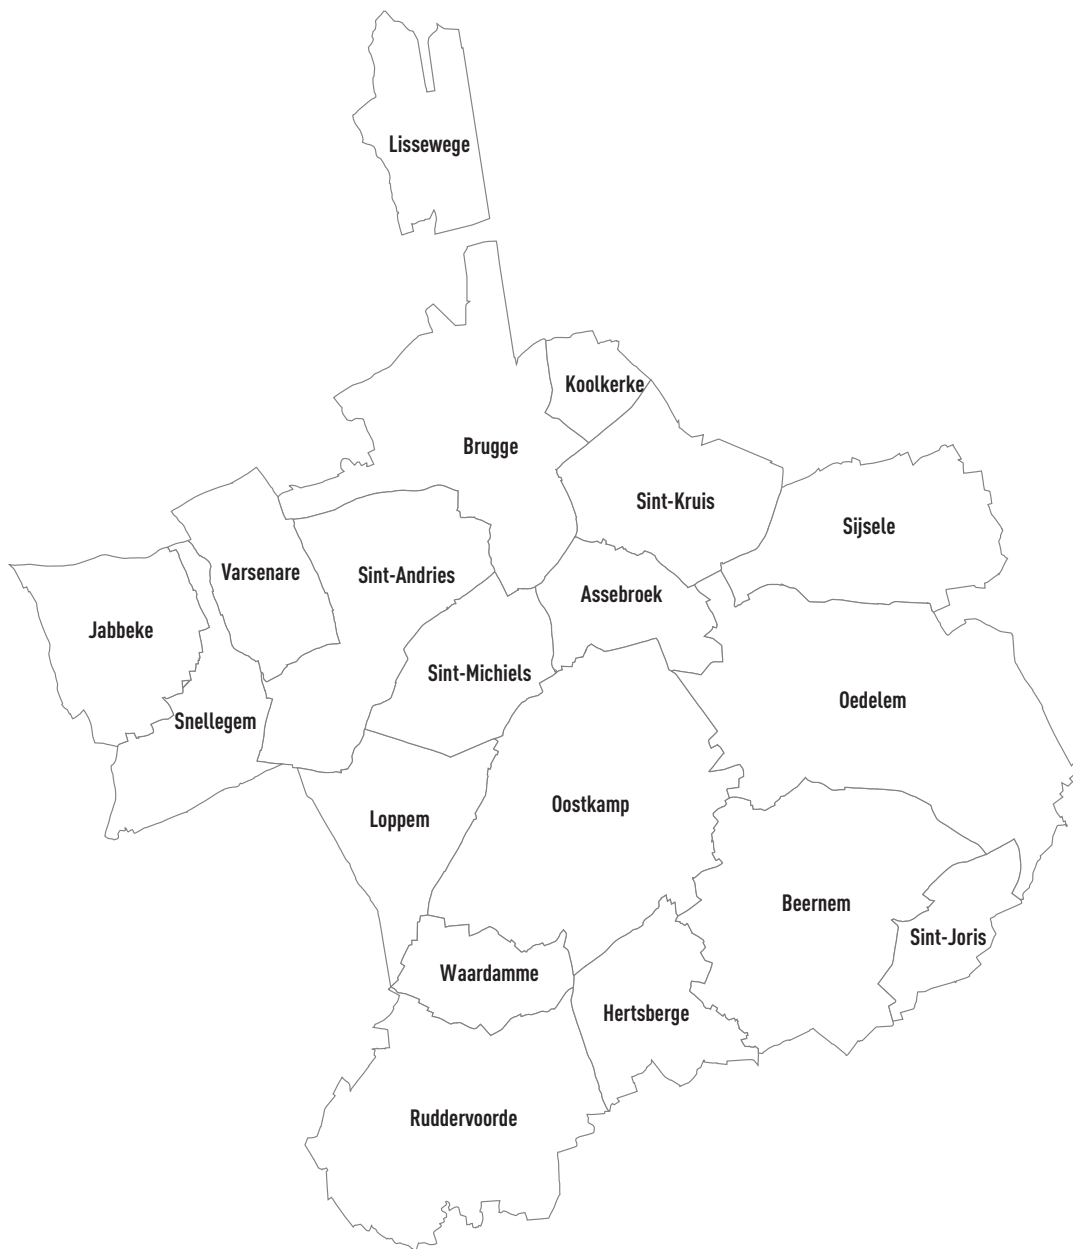 Lissewege
Koolkerke
Brugge
Sint-Kruis
Sijsele
Varsenare
Sint-Andries
Assebroek
Jabbeke
Sint-Michiels
Oedelem
Snellegem
Oostkamp
Loppem
Beernem
Sint-Joris
Waardamme
Hertsberge
Ruddervoorde